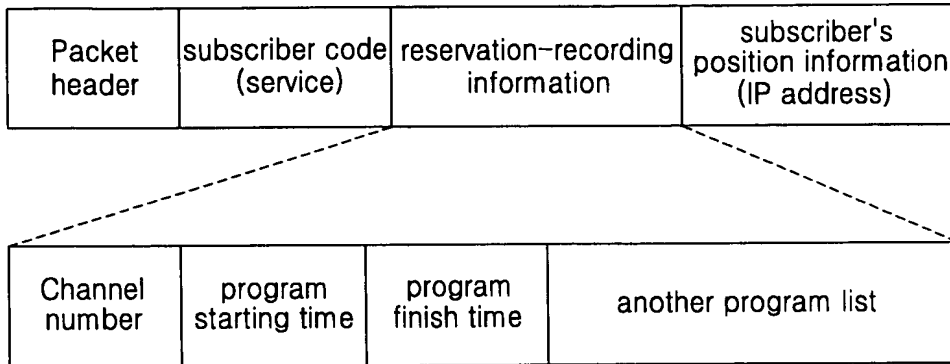 Packet
header
subscriber code
(service)
reservation-recording
information
subscriber's
position information
(IP address)
Channel
number
program
starting time
program
finish time
another program list